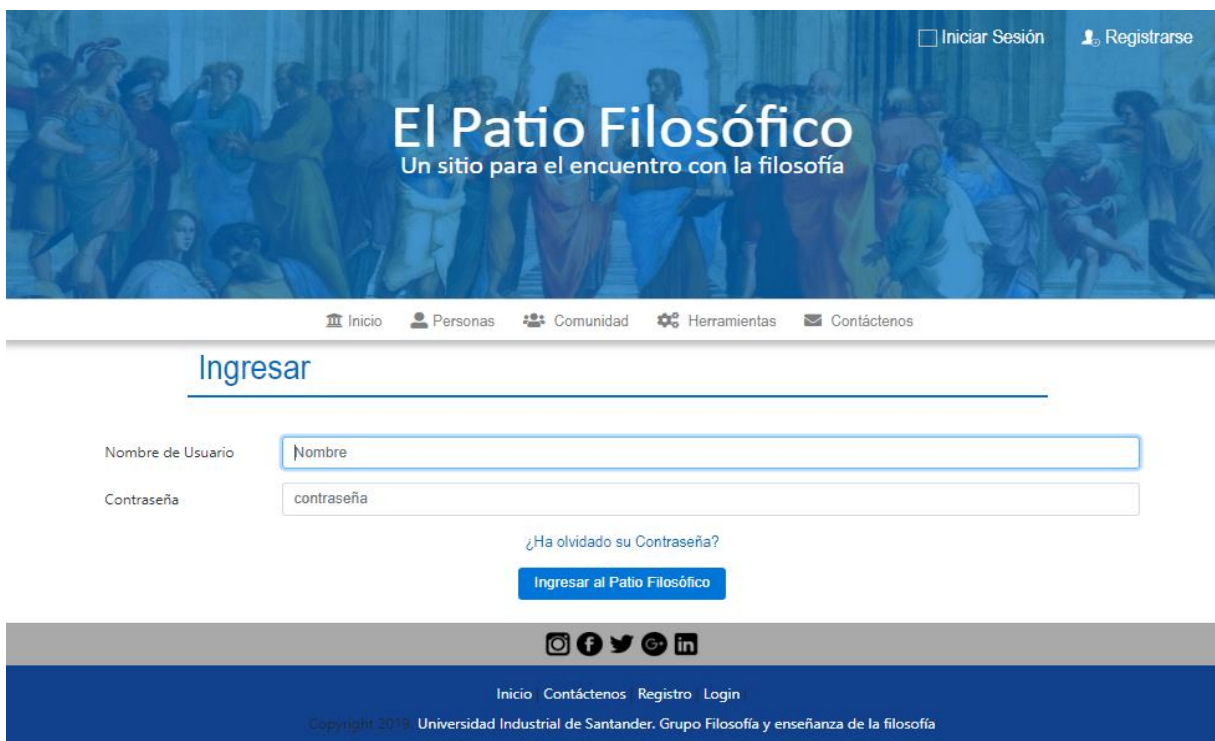 Iniciar Sesión Registrarse
El Patio Filosófico
Un sitio para el encuentro con la filosofía
Inicio Personas Comunidad Herramientas Contáctenos
Ingresar
Nombre de Usuario Nombre
Contraseña contraseña
¿Ha olvidado su Contraseña?
Ingresar al Patio Filosófico
Inicio Contáctenos Registro Login
Copyright 2019. Universidad Industrial de Santander. Grupo Filosofía y enseñanza de la filosofía